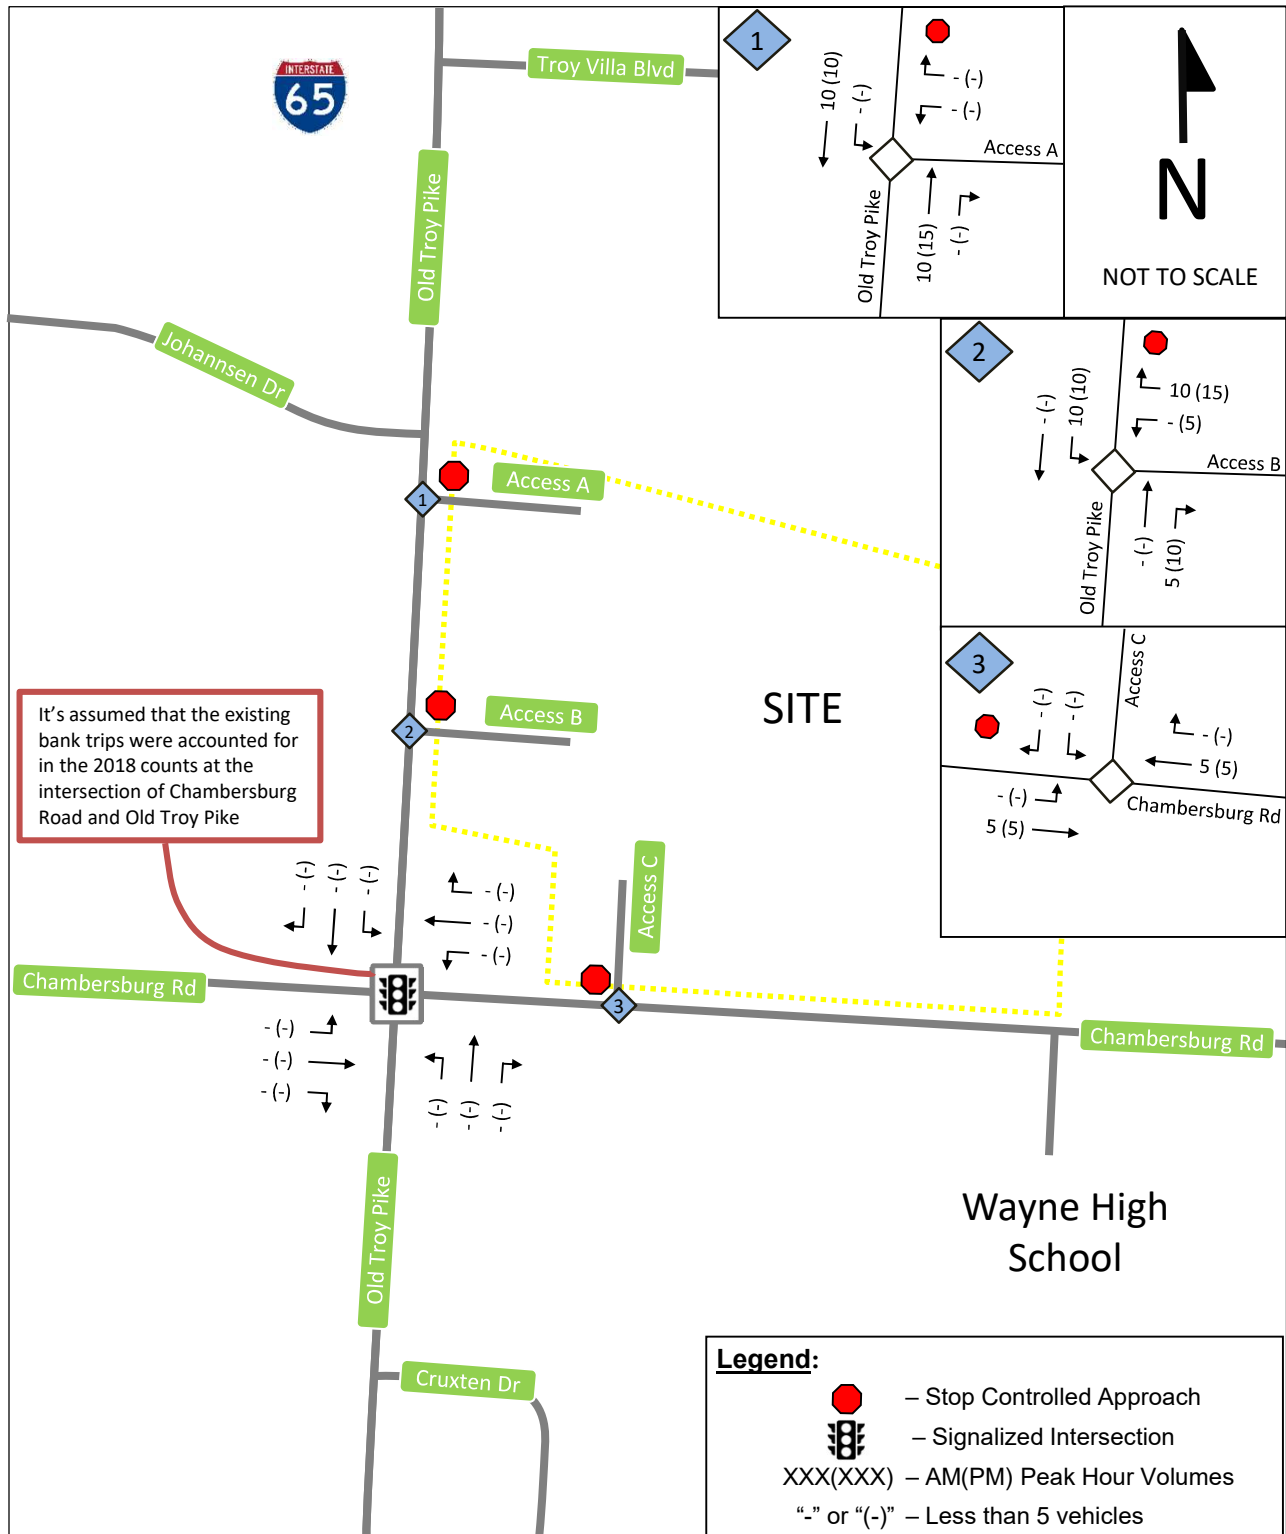 INTERSTATE
65
Troy Villa Blvd
Old Troy Pike
Johannsen Dr
1
10 (10)
- (-)
- (-)
- (-)
Access A
Old Troy Pike
10 (15)
- (-)
N
NOT TO SCALE
2
- (-)
10 (10)
10 (15)
- (5)
Access B
Old Troy Pike
- (-)
5 (10)
3
- (-)
- (-)
Access C
- (-)
5 (5)
- (-)
5 (5)
Chambersburg Rd
Access A
1
Access B
2
SITE
It's assumed that the existing
bank trips were accounted for
in the 2018 counts at the
intersection of Chambersburg
Road and Old Troy Pike
- (-)
- (-)
- (-)
- (-)
- (-)
- (-)
Access C
Chambersburg Rd
3
Chambersburg Rd
- (-)
- (-)
- (-)
- (-)
- (-)
- (-)
Old Troy Pike
Wayne High
School
Cruxten Dr
Legend:
– Stop Controlled Approach
– Signalized Intersection
XXX(XXX) – AM(PM) Peak Hour Volumes
"-" or "(-)" – Less than 5 vehicles